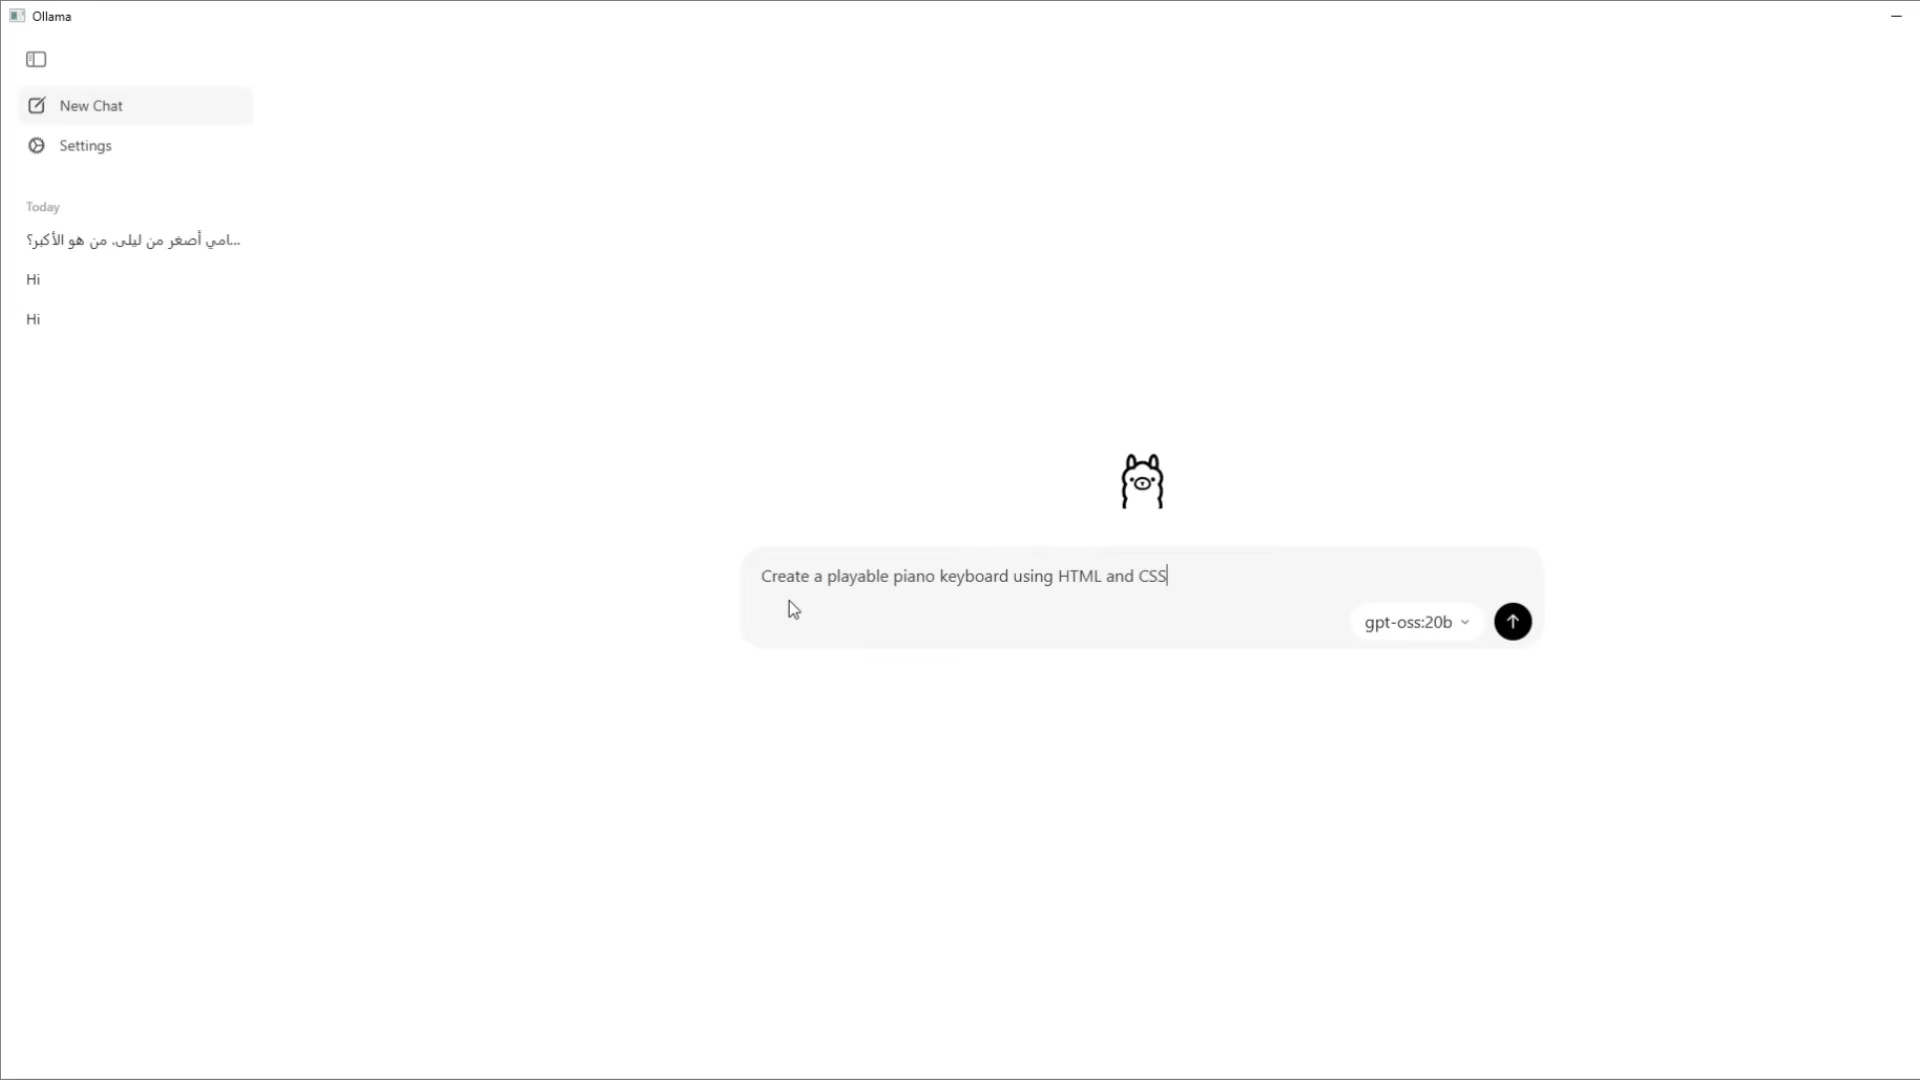 Ollama
New Chat
Settings
Today
...امي أصغر من ليلى. من هو الأكبر؟
Hi
Hi
Create a playable piano keyboard using HTML and CSS
gpt-oss:20b